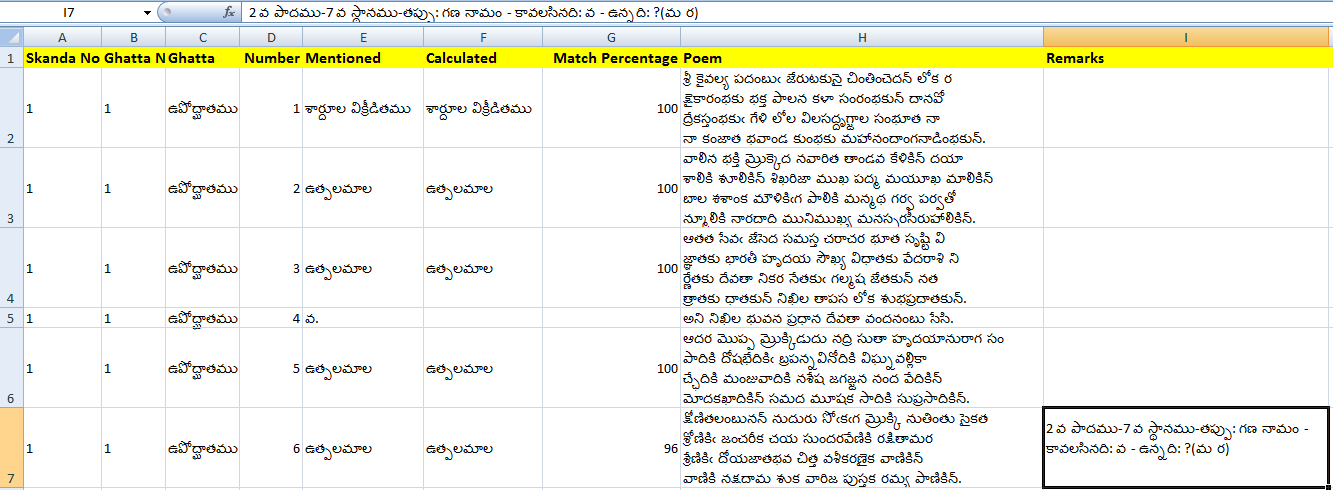 I7 fx 2 వ పాదము-7 వ స్థానము-తప్పు: గణ నామం - కావలసినది: వ - ఉన్నది: ?(మ ర)
A B C D E F G H I
1 Skanda No Ghatta N Ghatta Number Mentioned Calculated Match Percentage Poem Remarks
శ్రీ కైవల్య పదంబుఁ జేరుటకునై చింతించెదన్ లోక ర
1 1 ఉపోద్ఘాతము 1 శార్దూల విక్రీడితము శార్దూల విక్రీడితము 100 క్షైకారంభకు భక్త పాలన కళా సంరంభకున్ దానవో
ద్రేకస్తంభకుఁ గేళి లోల విలసద్దృగ్జాల సంభూత నా
2 నా కంజాత భవాండ కుంభకు మహానందాంగనాడింభకున్.
వాలిన భక్తి మ్రొక్కెద నవారిత తాండవ కేళికిన్ దయా
1 1 ఉపోద్ఘాతము 2 ఉత్పలమాల ఉత్పలమాల 100 శాలికి శూలికిన్ శిఖరిజా ముఖ పద్మ మయూఖ మాలికిన్
బాల శశాంక మౌళికిఁగ పాలికి మన్మథ గర్వ పర్వతో
3 న్మూలికి నారదాది మునిముఖ్య మనస్సరసీరుహాలికిన్.
ఆతత సేవఁ జేసెద సమస్త చరాచర భూత సృష్టి వి
1 1 ఉపోద్ఘాతము 3 ఉత్పలమాల ఉత్పలమాల 100 జ్ఞాతకు భారతీ హృదయ సౌఖ్య విధాతకు వేదరాశి ని
ర్ణేతకు దేవతా నికర నేతకుఁ గల్మష జేతకున్ నత
4 త్రాతకు ధాతకున్ నిఖిల తాపస లోక శుభప్రదాతకున్.
5 1 1 ఉపోద్ఘాతము 4 వ. అని నిఖిల భువన ప్రధాన దేవతా వందనంబు సేసి.
ఆదర మొప్ప మ్రొక్కిడుదు నద్రి సుతా హృదయానురాగ సం
1 1 ఉపోద్ఘాతము 5 ఉత్పలమాల ఉత్పలమాల 100 పాదికి దోషభేదికిఁ బ్రపన్నవినోదికి విఘ్నవల్లికా
చ్ఛేదికి మంజువాదికి నశేష జగజ్జన నంద వేదికిన్
6 మోదకఖాదికిన్ సమద మూషక సాదికి సుప్రసాదికిన్.
క్షోణితలంబునన్ నుదురు సోఁకఁగ మ్రొక్కి నుతింతు సైకత
1 1 ఉపోద్ఘాతము 6 ఉత్పలమాల ఉత్పలమాల 96 శ్రోణికిఁ జంచరీక చయ సుందరవేణికి రక్షితామర
శ్రేణికిఁ దోయజాతభవ చిత్త వశీకరణైక వాణికిన్
7 వాణికి నక్షదామ శుక వారిజ పుస్తక రమ్య పాణికిన్.
2 వ పాదము-7 వ స్థానము-తప్పు: గణ నామం -
కావలసినది: వ - ఉన్నది: ?(మ ర)